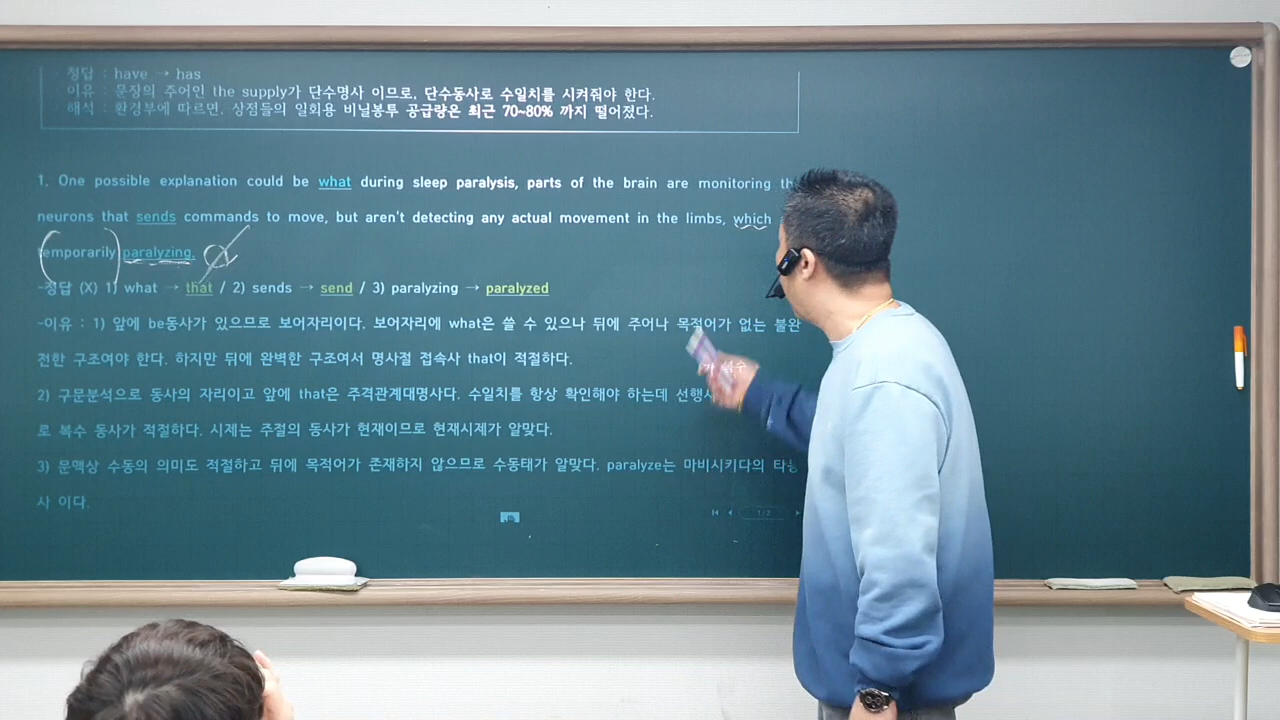 정답 : have → has
이유 : 문장의 주어인 the supply가 단수명사 이므로, 단수동사로 수일치를 시켜줘야 한다.
해석 : 환경부에 따르면, 상점들의 일회용 비닐봉투 공급량은 최근 70~80% 까지 떨어졌다.
1. One possible explanation could be what during sleep paralysis, parts of the brain are monitoring
neurons that sends commands to move, but aren't detecting any actual movement in the limbs, which
temporarily paralyzing.
-정답 (X) 1) what → that / 2) sends → send / 3) paralyzing → paralyzed
-이유 : 1) 앞에 be동사가 있으므로 보어자리이다. 보어자리에 what은 쓸 수 있으나 뒤에 주어나 목적어가 없는 불완
전한 구조여야 한다. 하지만 뒤에 완벽한 구조여서 명사절 접속사 that이 적절하다.
2) 구문분석으로 동사의 자리이고 앞에 that은 주격관계대명사다. 수일치를 항상 확인해야 하는데
로 복수 동사가 적절하다. 시제는 주절의 동사가 현재이므로 현재시제가 알맞다.
3) 문맥상 수동의 의미도 적절하고 뒤에 목적어가 존재하지 않으므로 수동태가 알맞다. paralyze는 마비시키다의
사 이다.
1/2